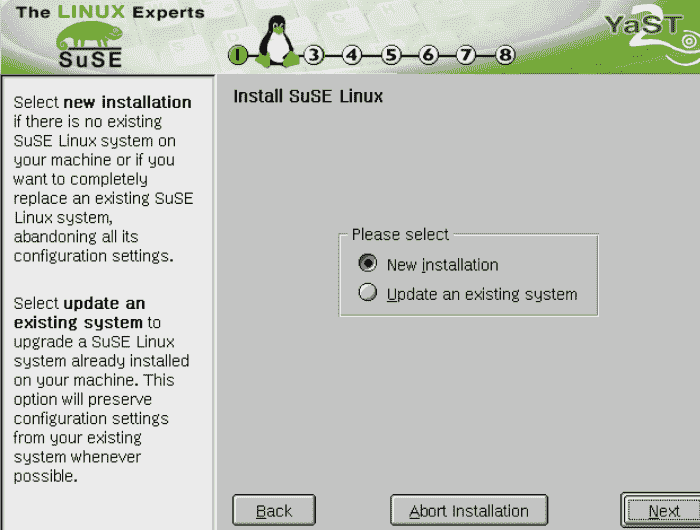 The LINUX Experts
SuSE
1 3 4 5 6 7 8
YaST
2
Select new installation
if there is no existing
SuSE Linux system on
your machine or if you
want to completely
replace an existing SuSE
Linux system,
abandoning all its
configuration settings.
Select update an
existing system to
upgrade a SuSE Linux
system already installed
on your machine. This
option will preserve
configuration settings
from your existing
system whenever
possible.
Install SuSE Linux
Please select
New installation
Update an existing system
Back
Abort Installation
Next